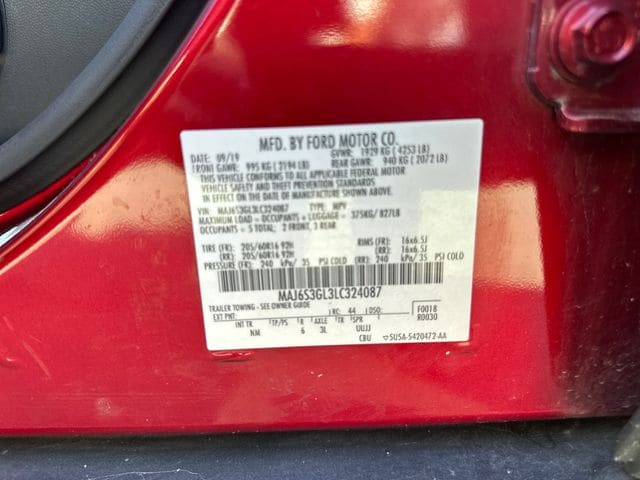 MFD. BY FORD MOTOR CO.
DATE: 09/19 GVWR: 1929 KG ( 4253 LB)
FRONT GAWR: 995 KG ( 2194 LB) REAR GAWR: 940 KG ( 2072 LB)
THIS VEHICLE CONFORMS TO ALL APPLICABLE FEDERAL MOTOR
VEHICLE SAFETY AND THEFT PREVENTION STANDARDS
IN EFFECT ON THE DATE OF MANUFACTURE SHOWN ABOVE.
VIN: MAJ6S3GL3LC324087 TYPE: MPV
MAXIMUM LOAD = OCCUPANTS + LUGGAGE = 375KG/ 827LB
OCCUPANTS = 5 TOTAL: 2 FRONT, 3 REAR
TIRE (FR): 205/60R16 92H RIMS (FR): 16x6.5J
(RR): 205/60R16 92H (RR): 16x6.5J
PRESSURE (FR): 240 kPa/ 35 PSI COLD (RR): 240 kPa/ 35 PSI COLD
MAJ6S3GL3LC324087
TRAILER TOWING - SEE OWNER GUIDE
EXT PNT: RC: 44 DSO: F0018
R0030
INT TR TP/PS R AXLE TR SPR
NM 6 3L UUJJ
CBU 5U5A-5420472-AA